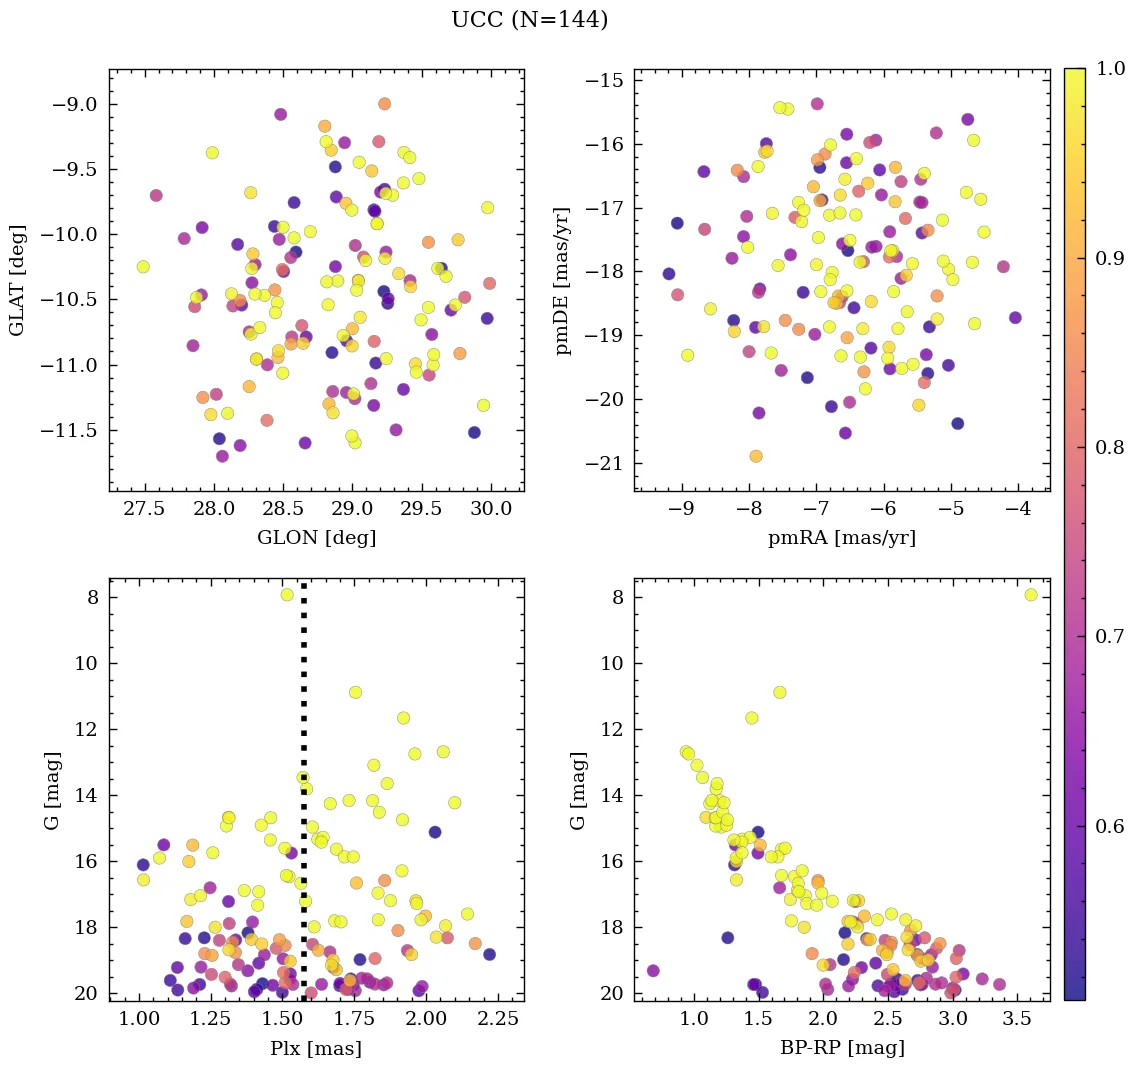 UCC (N=144)
−9.0
−9.5
−10.0
−10.5
−11.0
−11.5
GLAT [deg]
27.5 28.0 28.5 29.0 29.5 30.0
GLON [deg]
−15
−16
−17
−18
−19
−20
−21
pmDE [mas/yr]
−9 −8 −7 −6 −5 −4
pmRA [mas/yr]
8
10
12
14
16
18
20
G [mag]
1.00 1.25 1.50 1.75 2.00 2.25
Plx [mas]
8
10
12
14
16
18
20
G [mag]
1.0 1.5 2.0 2.5 3.0 3.5
BP-RP [mag]
1.0
0.9
0.8
0.7
0.6